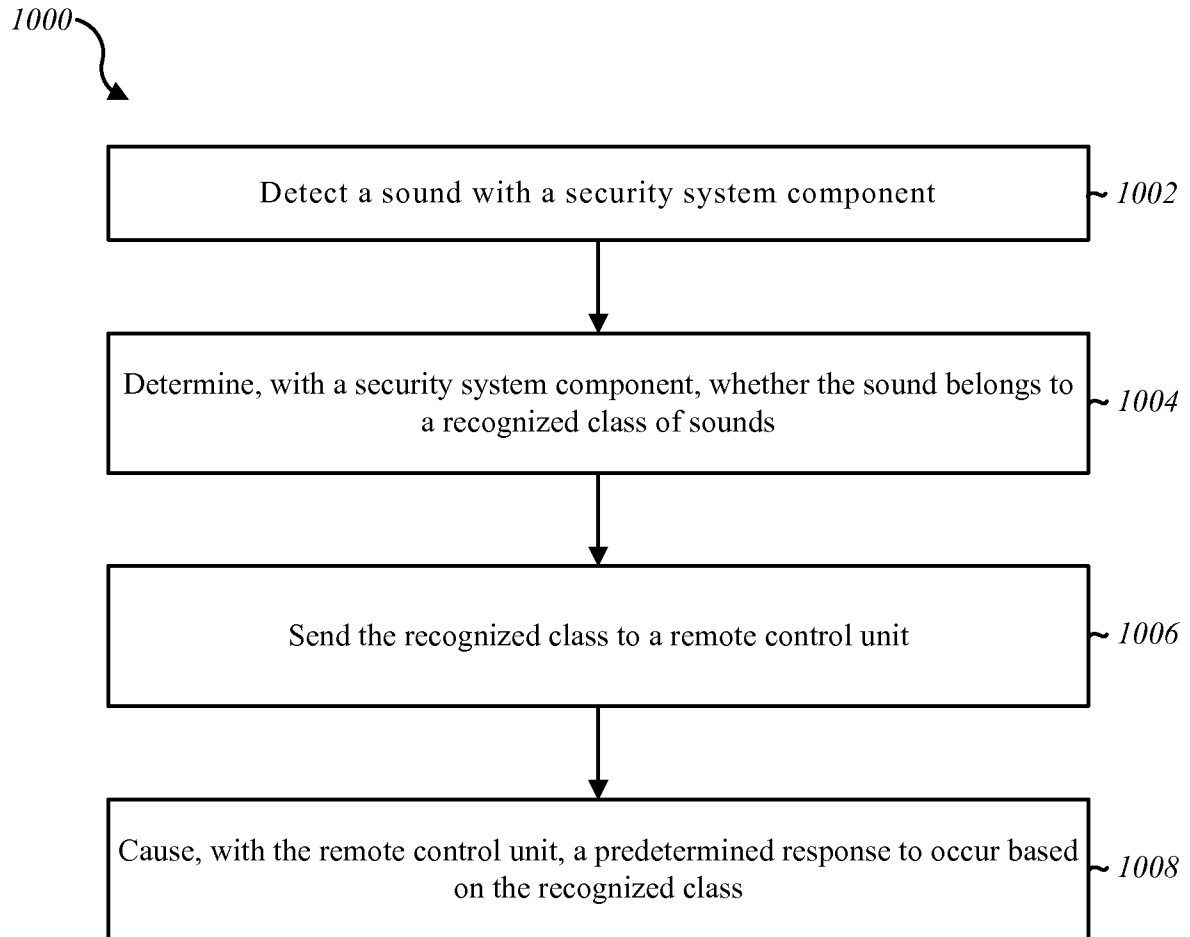 1000
Detect a sound with a security system component
1002
Determine, with a security system component, whether the sound belongs to
a recognized class of sounds
1004
Send the recognized class to a remote control unit
1006
Cause, with the remote control unit, a predetermined response to occur based
on the recognized class
1008